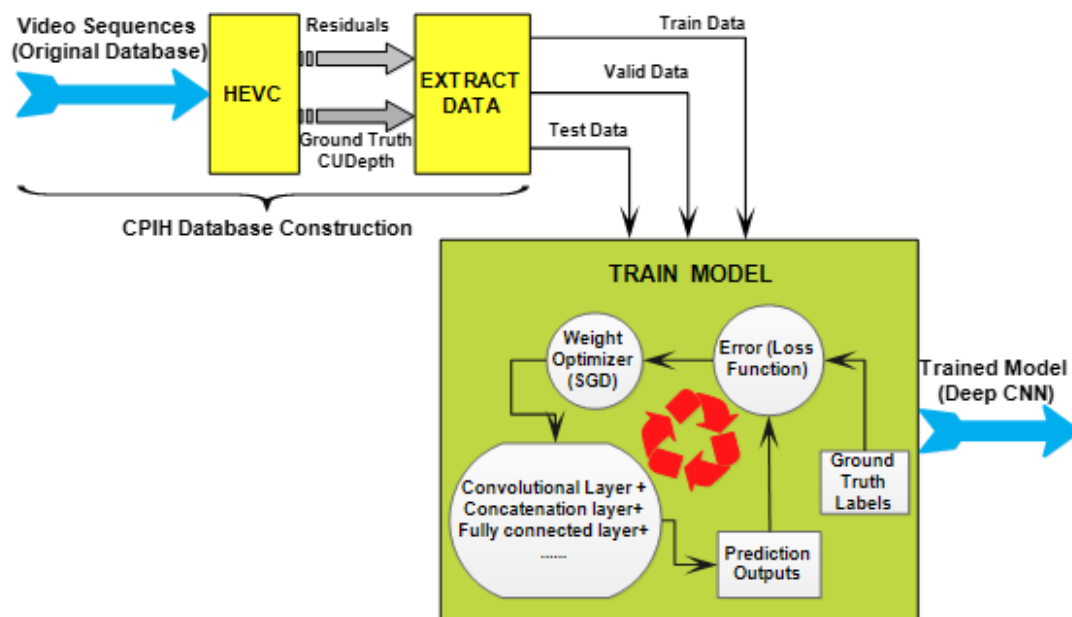 Video Sequences
(Original Database)
HEVC
Residuals
Ground Truth
CUDepth
EXTRACT
DATA
Train Data
Valid Data
Test Data
CPIH Database Construction
TRAIN MODEL
Weight
Optimizer
(SGD)
Error (Loss
Function)
Convolutional Layer +
Concatenation layer+
Fully connected layer+
......
Prediction
Outputs
Ground
Truth
Labels
Trained Model
(Deep CNN)